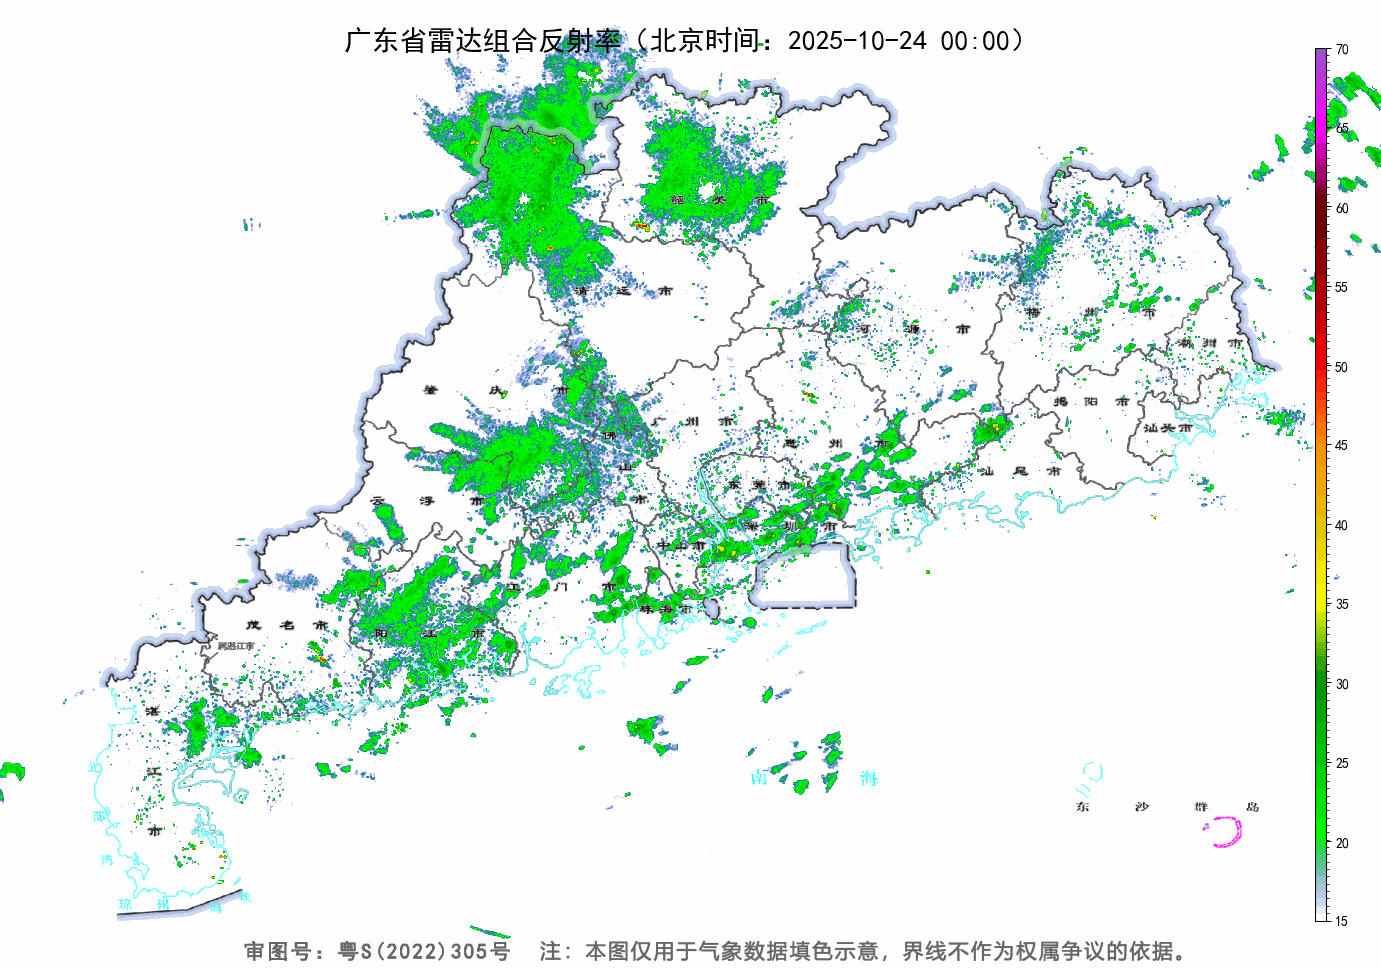 广东省雷达组合反射率（北京时间：2025-10-24 00:00）
70
65
60
55
50
45
40
35
30
25
20
15
韶关市
清远市
河源市
梅州市
潮州市
肇庆市
揭阳市
汕头市
广州市
佛山市
惠州市
汕尾市
东莞市
云浮市
深圳市
中山市
江门市
珠海市
茂名市
阳江市
属湛江市
湛江市
北部湾
南海
东沙群岛
琼州海峡
审图号：粤S(2022)305号 注：本图仅用于气象数据填色示意，界线不作为权属争议的依据。